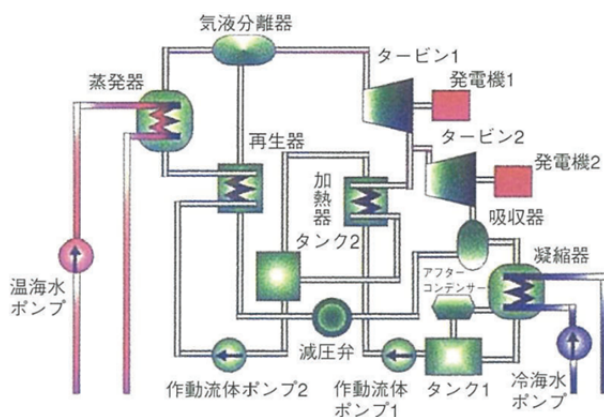 気液分離器
タービン1
発電機1
蒸発器
タービン2
再生器
発電機2
加熱器
吸収器
タンク2
凝縮器
アフター
コンデンサー
温海水
ポンプ
減圧弁
作動流体ポンプ2
作動流体
ポンプ1
タンク1
冷海水
ポンプ